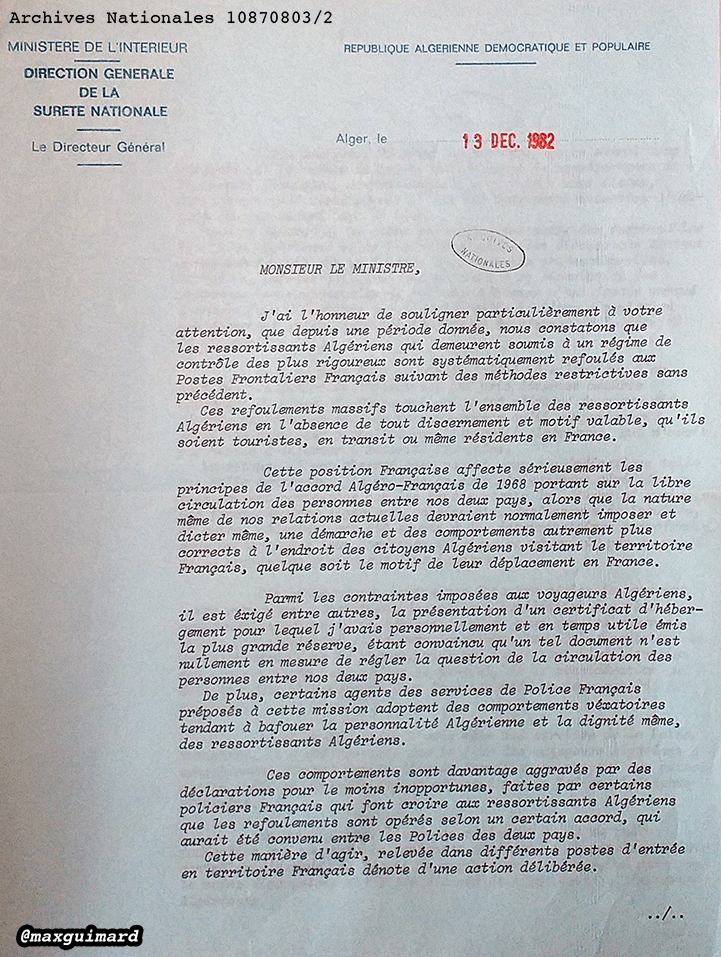 Archives Nationales 10870803/2
MINISTERE DE L'INTERIEUR
DIRECTION GENERALE
DE LA
SURETE NATIONALE
Le Directeur Général
REPUBLIQUE ALGERIENNE DEMOCRATIQUE ET POPULAIRE
Alger, le 13 DEC. 1982
ARCHIVES
NATIONALES
MONSIEUR LE MINISTRE,
J'ai l'honneur de souligner particulièrement à votre
attention, que depuis une période donnée, nous constatons que
les ressortissants Algériens qui demeurent soumis à un régime de
contrôle des plus rigoureux sont systématiquement refoulés aux
Postes Frontaliers Français suivant des méthodes restrictives sans
précédent.
Ces refoulements massifs touchent l'ensemble des ressortissants
Algériens en l'absence de tout discernement et motif valable, qu'ils
soient touristes, en transit ou même résidents en France.
Cette position Française affecte sérieusement les
principes de l'accord Algéro-Français de 1968 portant sur la libre
circulation des personnes entre nos deux pays, alors que la nature
même de nos relations actuelles devraient normalement imposer et
dicter même, une démarche et des comportements autrement plus
corrects à l'endroit des citoyens Algériens visitant le territoire
Français, quelque soit le motif de leur déplacement en France.
Parmi les contraintes imposées aux voyageurs Algériens,
il est éxigé entre autres, la présentation d'un certificat d'héber-
gement pour lequel j'avais personnellement et en temps utile émis
la plus grande réserve, étant convaincu qu'un tel document n'est
nullement en mesure de régler la question de la circulation des
personnes entre nos deux pays.
De plus, certains agents des services de Police Français
préposés à cette mission adoptent des comportements véxatoires
tendant à bafouer la personnalité Algérienne et la dignité même,
des ressortissants Algériens.
Ces comportements sont davantage aggravés par des
déclarations pour le moins inopportunes, faites par certains
policiers Français qui font croire aux ressortissants Algériens
que les refoulements sont opérés selon un certain accord, qui
aurait été convenu entre les Polices des deux pays.
Cette manière d'agir, relevée dans différents postes d'entrée
en territoire Français dénote d'une action délibérée.
../..
@maxguimard